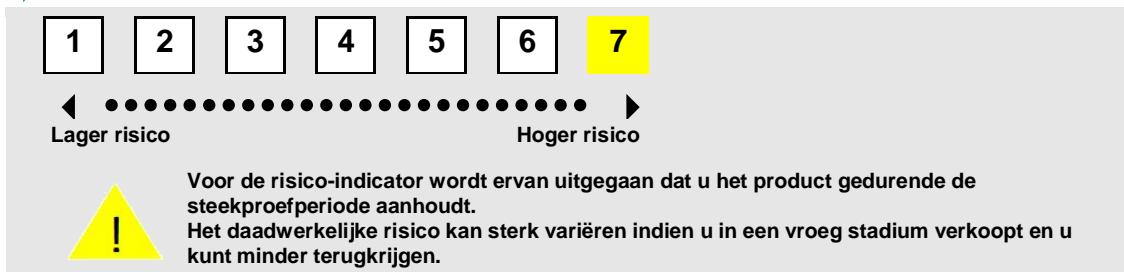 1 2 3 4 5 6 7
Lager risico Hoger risico
!
Voor de risico-indicator wordt ervan uitgegaan dat u het product gedurende de
steekproefperiode aanhoudt.
Het daadwerkelijke risico kan sterk variëren indien u in een vroeg stadium verkoopt en u
kunt minder terugkrijgen.